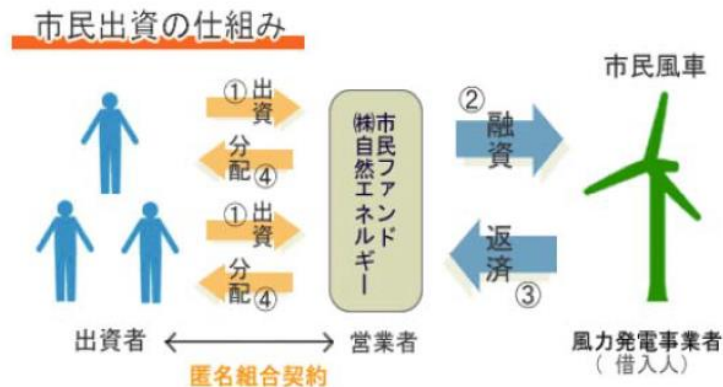 市民出資の仕組み
市民風車
①出資
分配④
①出資
分配④
㈱自然エネルギー
市民ファンド
②融資
返済③
出資者
営業者
匿名組合契約
風力発電事業者
（ 借入人）